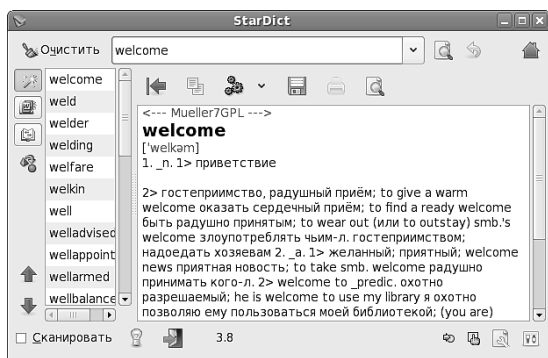 StarDict
Очистить
welcome
welcome
weld
welder
welding
welfare
welkin
well
welladvised
wellappoint
wellarmed
wellbalance
<--- Mueller7GPL --->
welcome
['welkəm]
1. _n. 1> приветствие
2> гостеприимство, радушный приём; to give a warm
welcome оказать сердечный приём; to find a ready welcome
быть радушно принятым; to wear out (или to outstay) smb.'s
welcome злоупотреблять чьим-л. гостеприимством;
надоедать хозяевам 2. _a. 1> желанный; приятный; welcome
news приятная новость; to take smb. welcome радушно
принимать кого-л. 2> welcome to _predic. охотно
разрешаемый; he is welcome to use my library я охотно
позволяю ему пользоваться моей библиотекой; (you are)
Сканировать
3.8